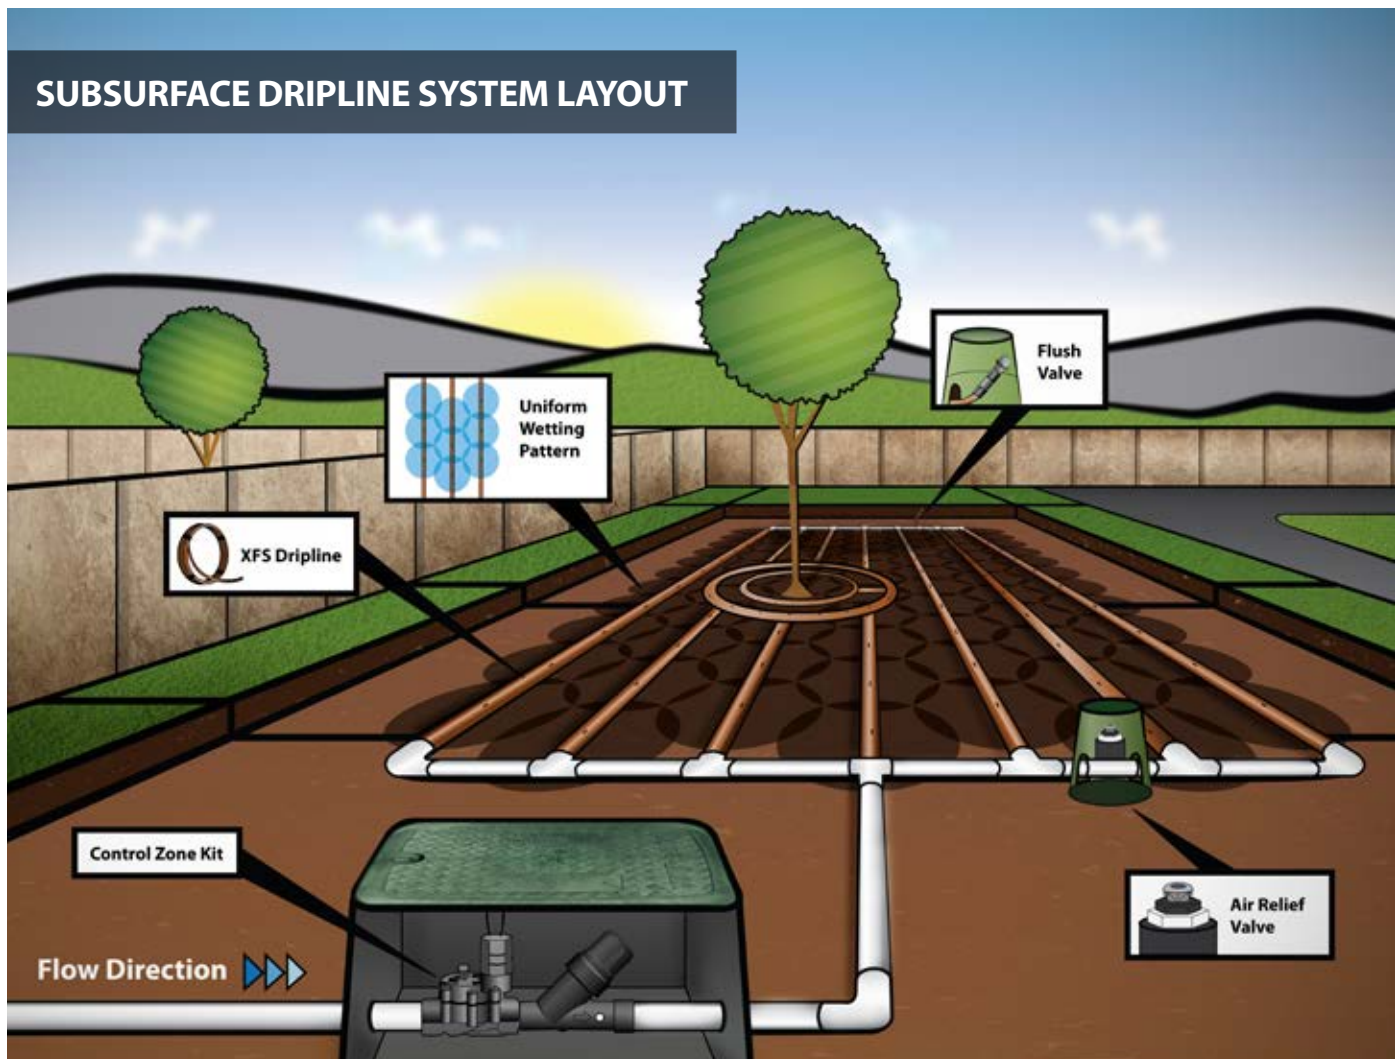 SUBSURFACE DRIPLINE SYSTEM LAYOUT
Flush
Valve
Uniform
Wetting
Pattern
XFS Dripline
Control Zone Kit
Air Relief
Valve
Flow Direction